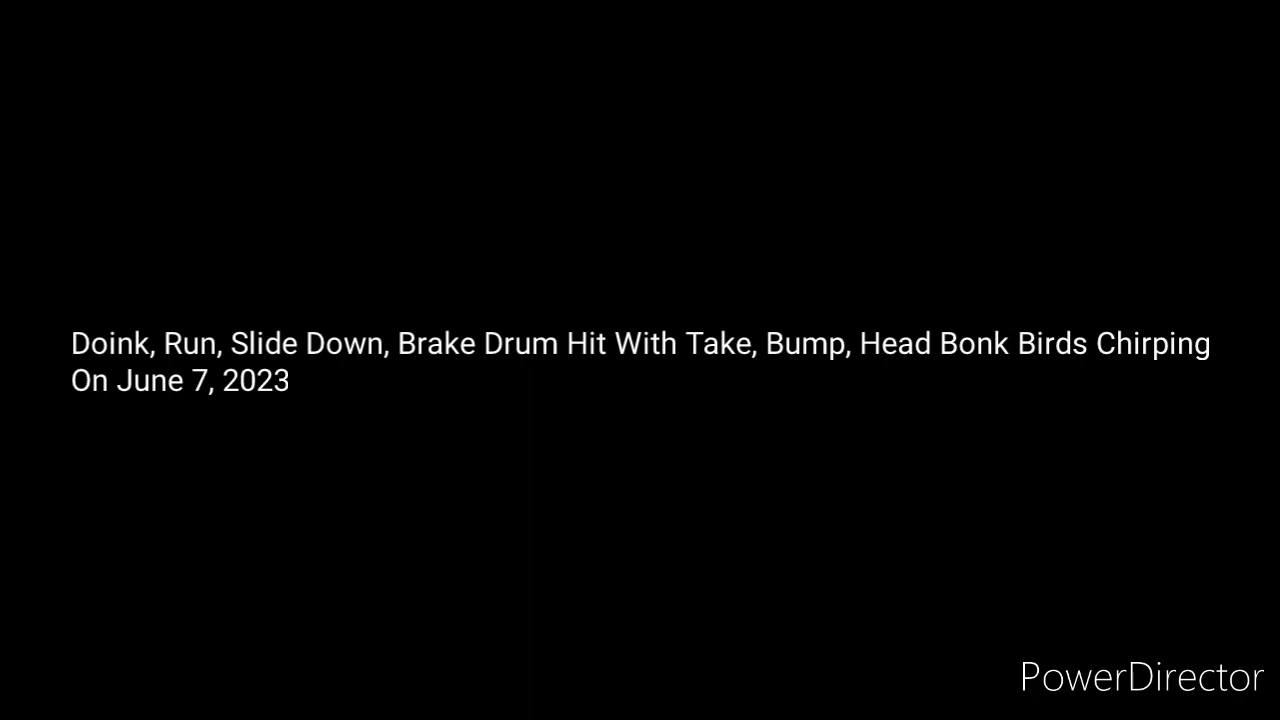 Doink, Run, Slide Down, Brake Drum Hit With Take, Bump, Head Bonk Birds Chirping
On June 7, 2023
PowerDirector